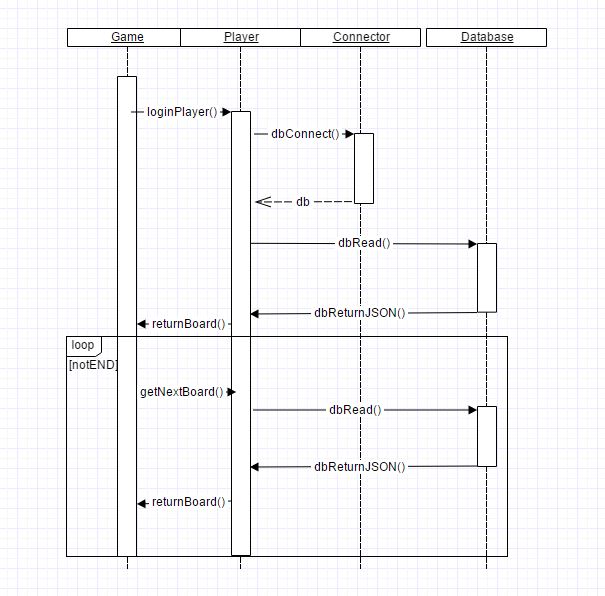 Game Player Connector Database
loginPlayer()
dbConnect()
db
dbRead()
dbReturnJSON()
returnBoard()
loop
[notEND]
getNextBoard()
dbRead()
dbReturnJSON()
returnBoard()